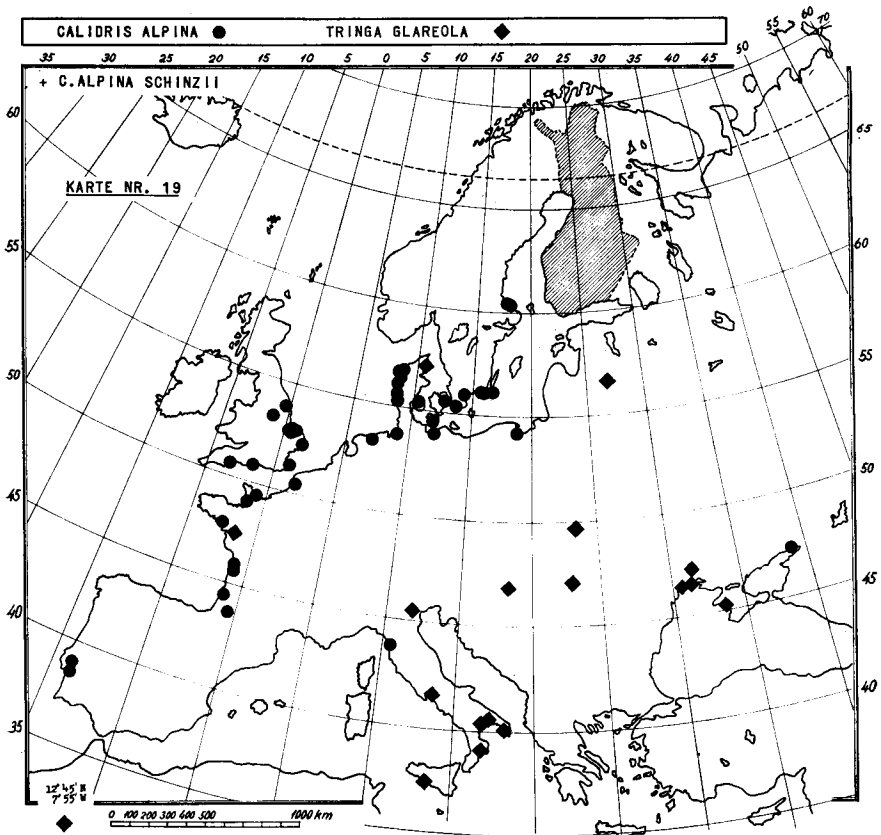 CALIDRIS ALPINA ● TRINGA GLAREOLA ◆
55 60 70
35 30 25 20 15 10 0 5 10 15 20 25 30 35 40 45 47 50
+ C.ALPINA SCHINZII
60
65
KARTE NR. 19
55
60
50
55
45
50
40
45
35
40
12°45'N
7°55'W
0 100 200 300 400 500 1000 km